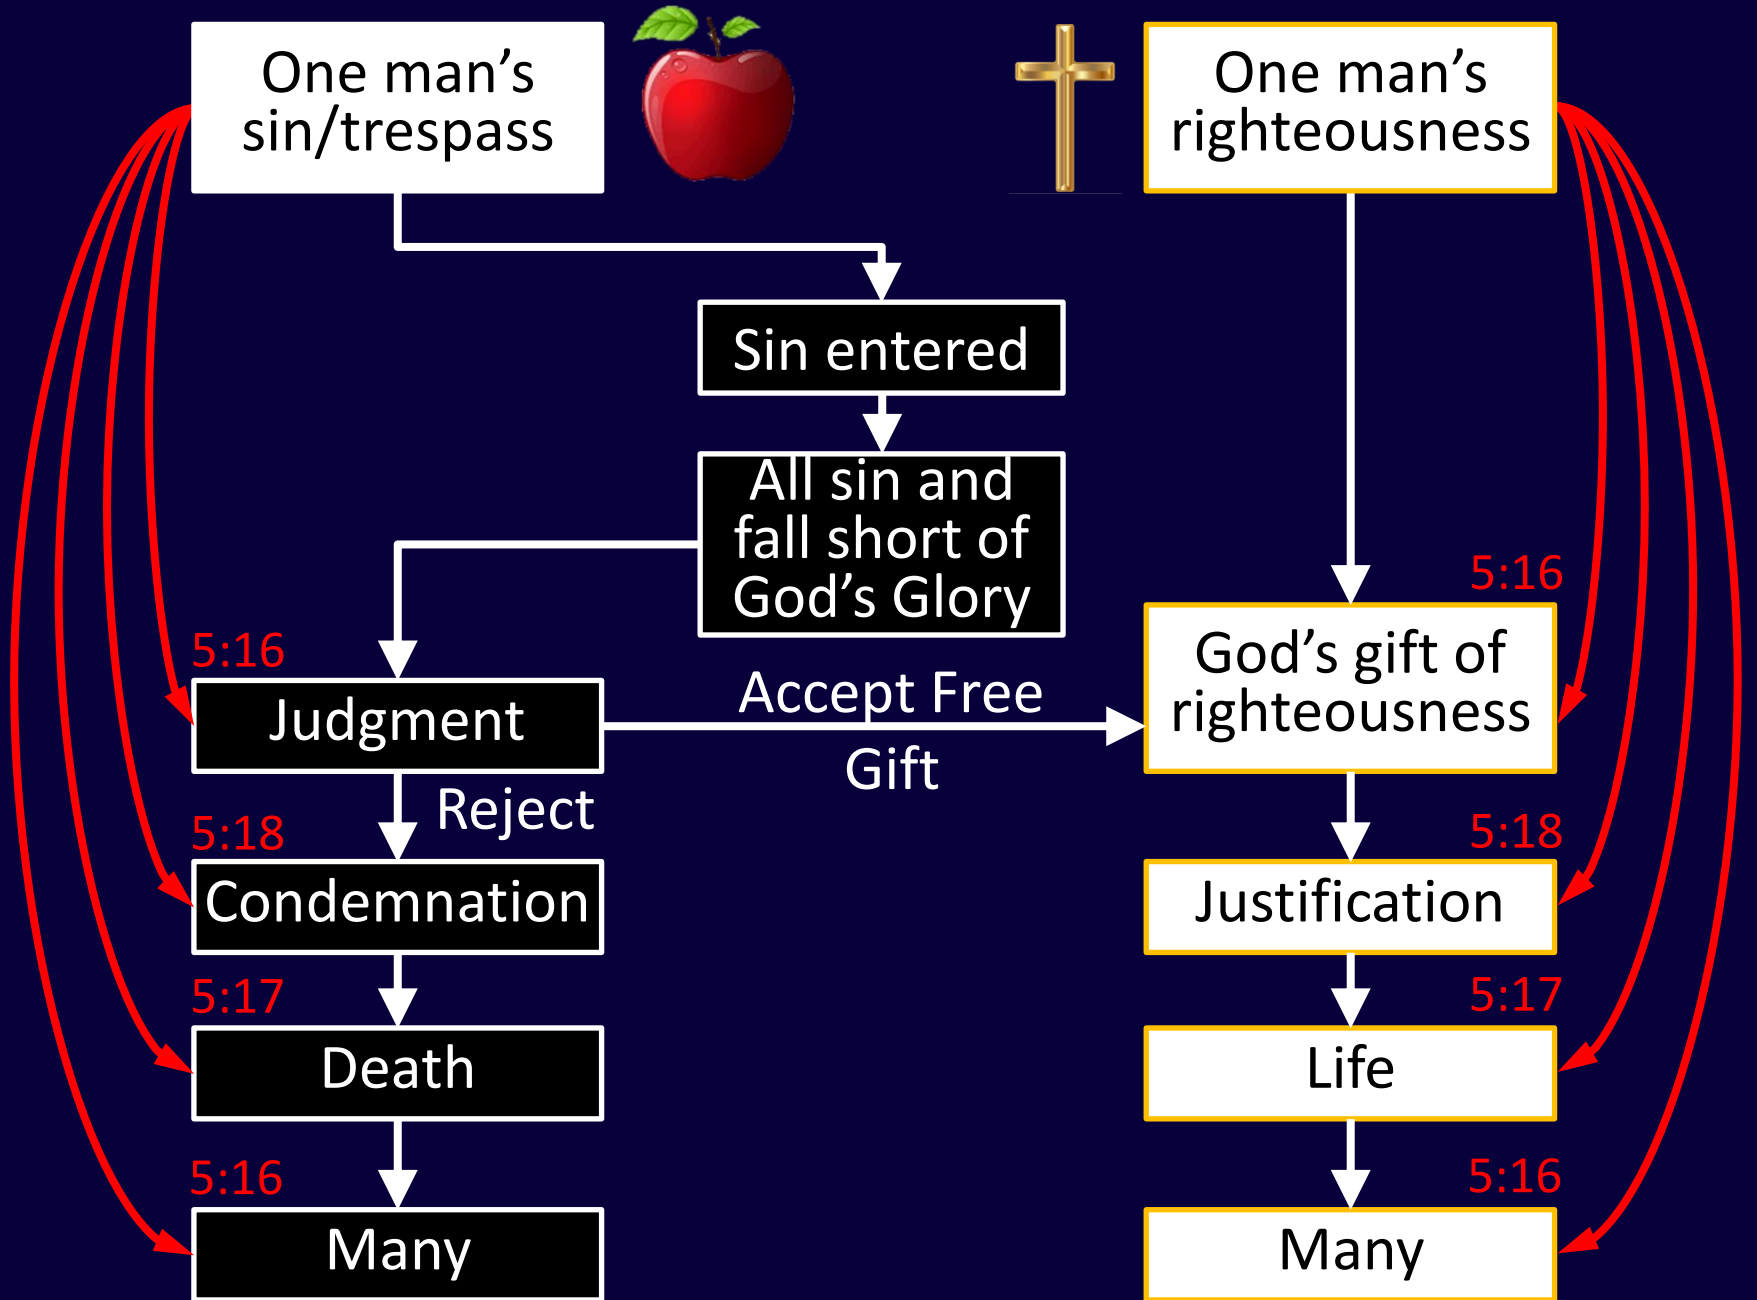 One man’s
sin/trespass
One man’s
righteousness
Sin entered
All sin and
fall short of
God’s Glory
5:16
Judgment
Accept Free
Gift
5:16
God’s gift of
righteousness
Reject
5:18
Condemnation
5:18
Justification
5:17
Death
5:17
Life
5:16
Many
5:16
Many